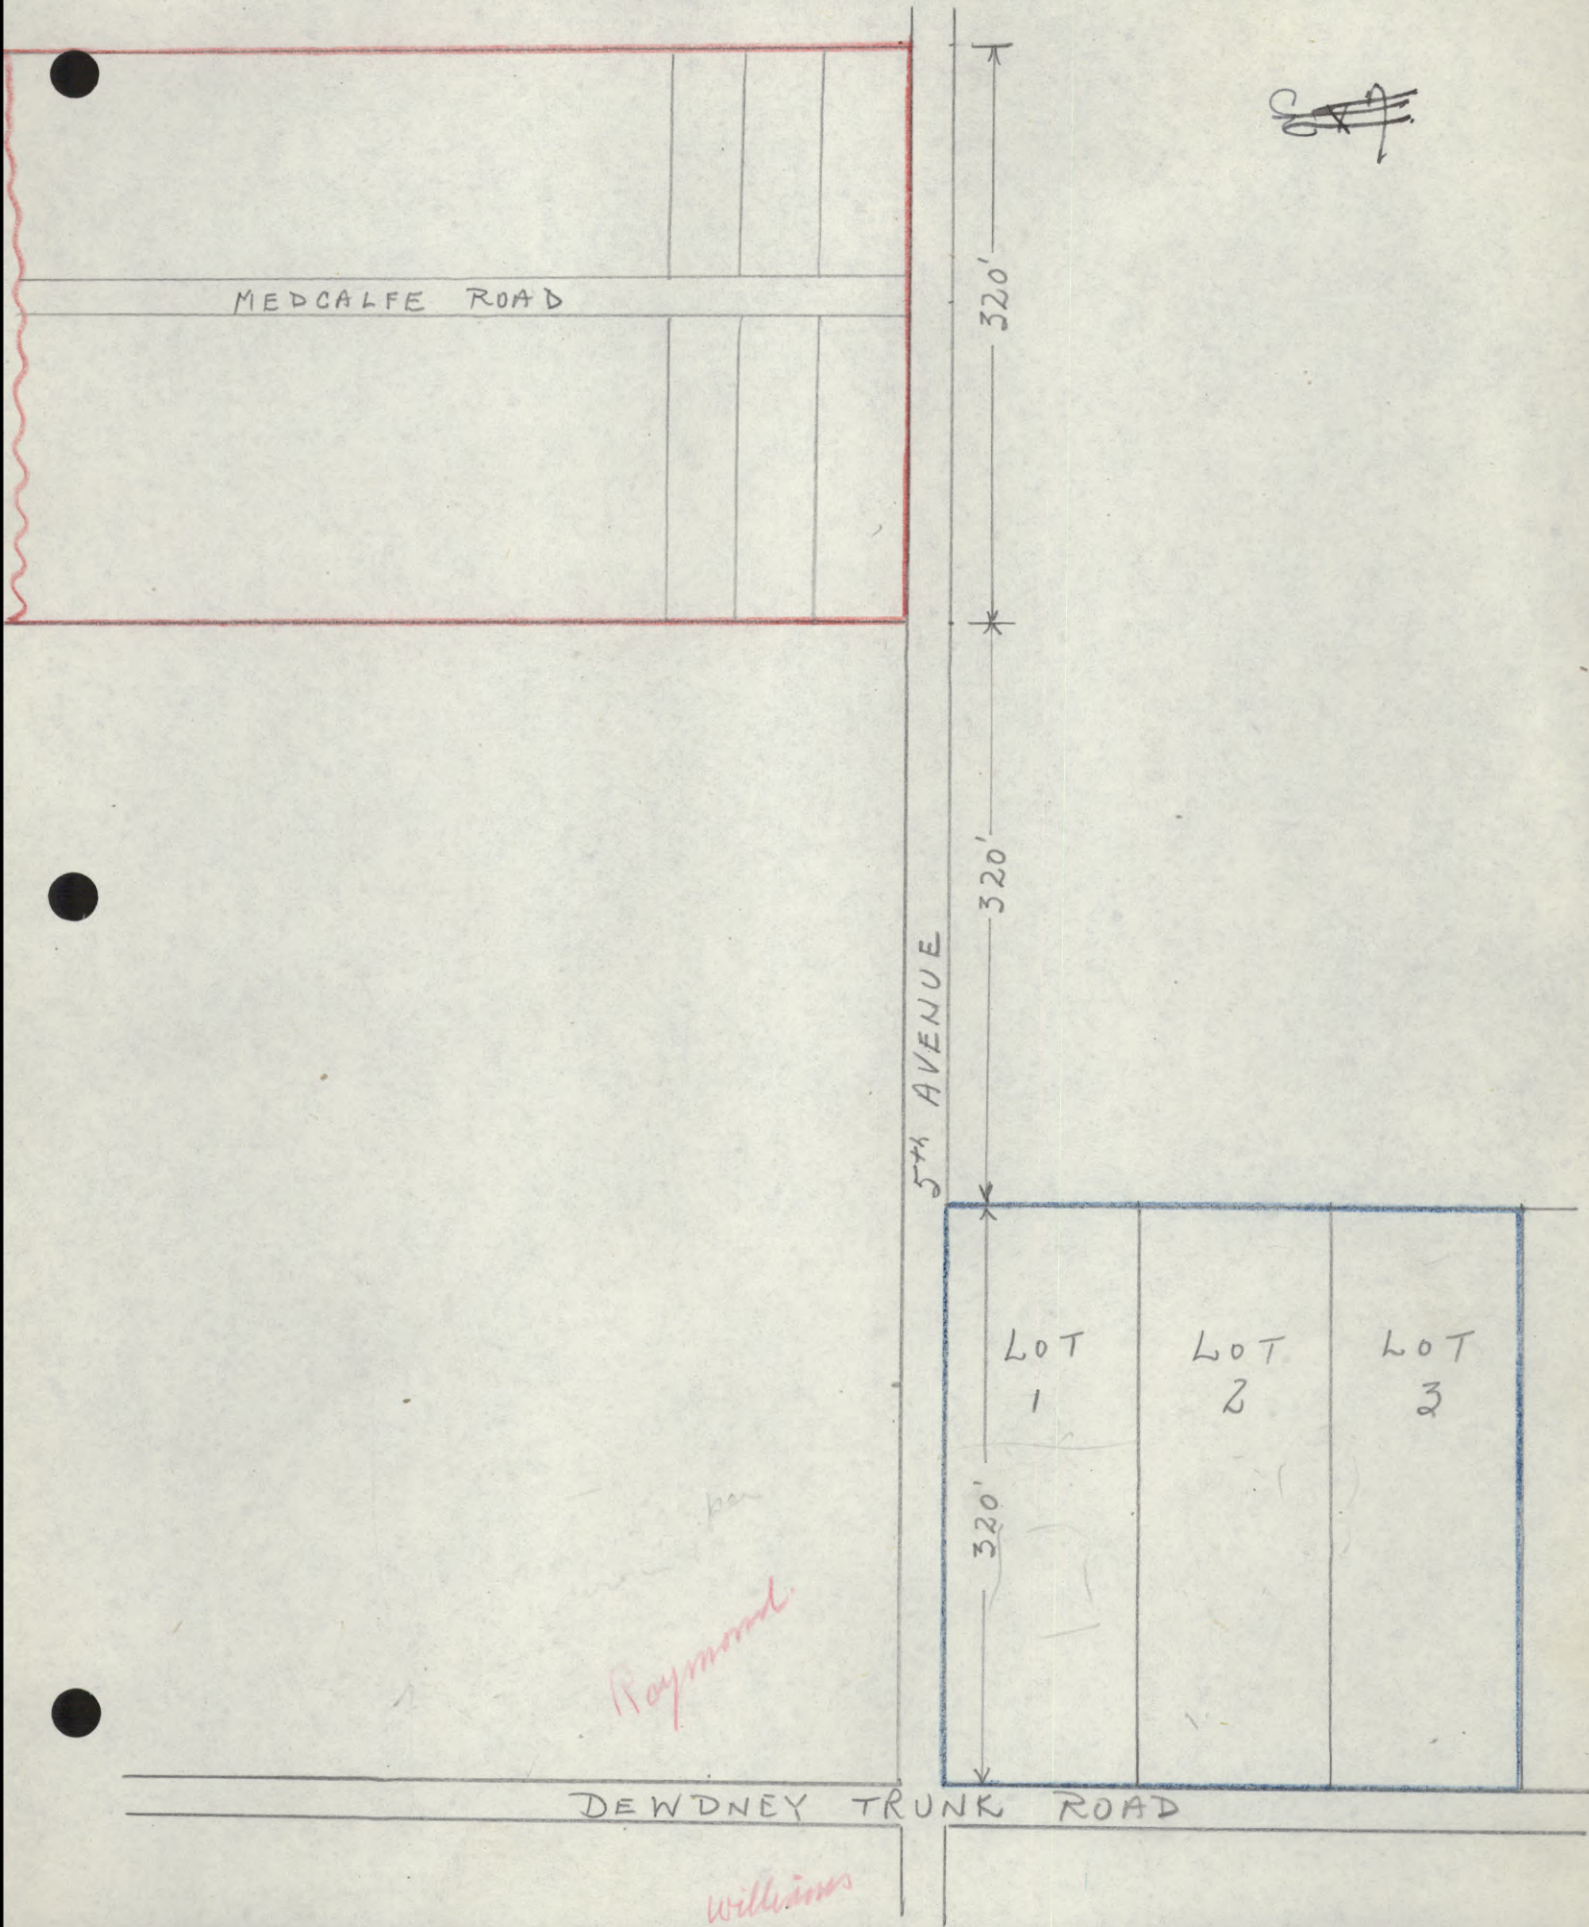 MEDCALFE ROAD
320'
320'
5th AVENUE
LOT
1
LOT
2
LOT
3
320'
Raymond.
DEWDNEY TRUNK ROAD
Williams